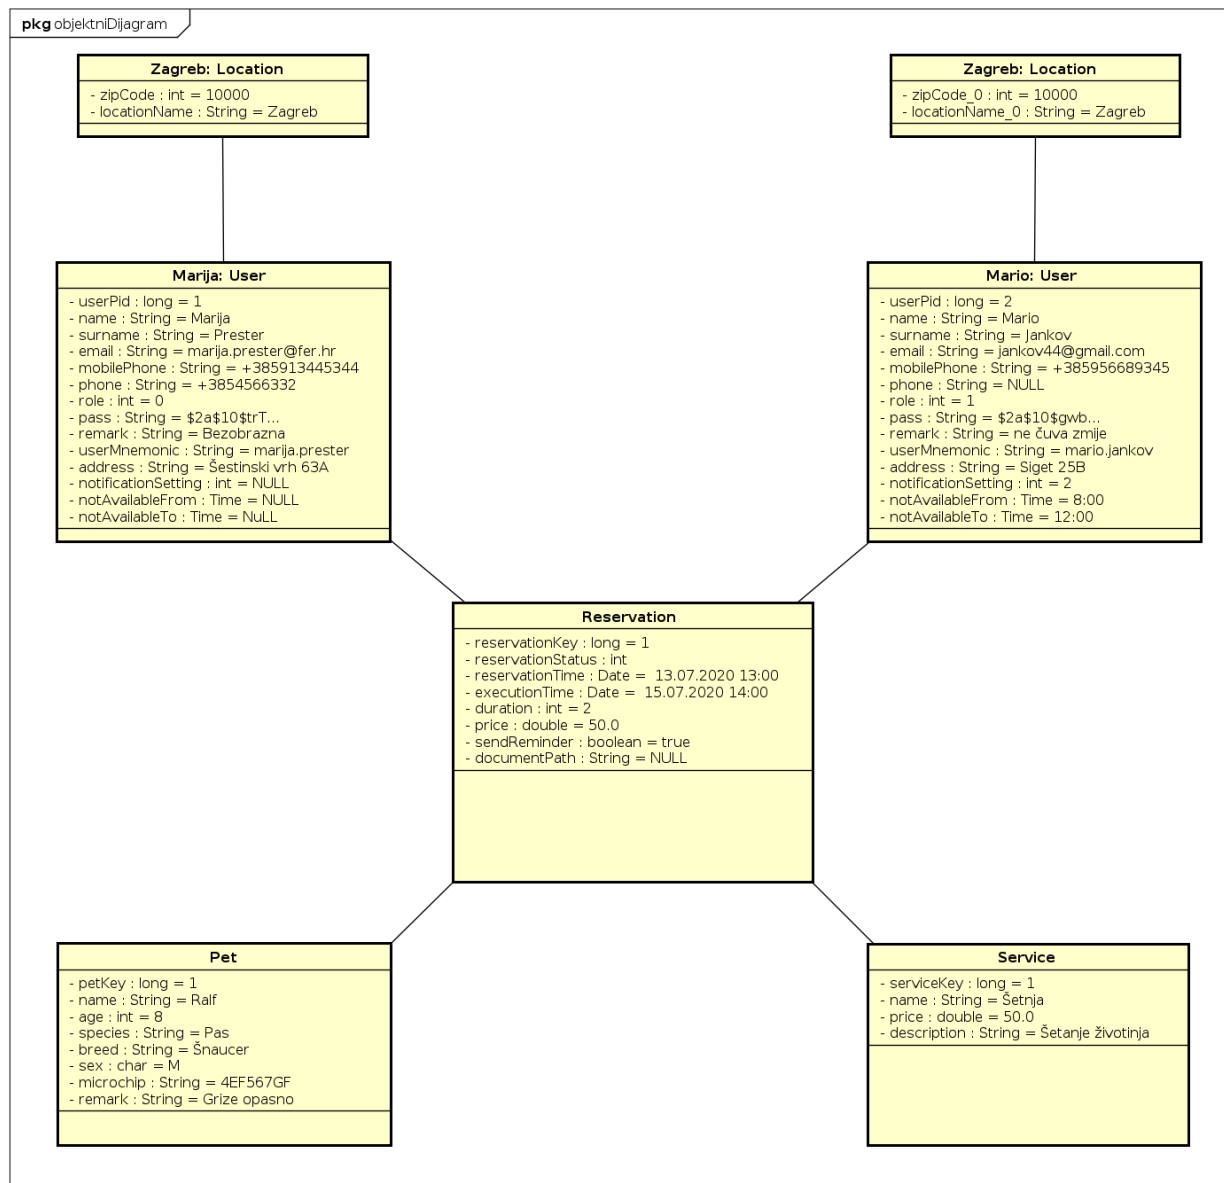 pkg objektniDijagram
Zagreb: Location
- zipCode : int = 10000
- locationName : String = Zagreb
Zagreb: Location
- zipCode_0 : int = 10000
- locationName_0 : String = Zagreb
Marija: User
- userPid : long = 1
- name : String = Marija
- surname : String = Prester
- email : String = marija.prester@fer.hr
- mobilePhone : String = +385913445344
- phone : String = +3854566332
- role : int = 0
- pass : String = $2a$10$trT...
- remark : String = Bezobrazna
- userMnemonic : String = marija.prester
- address : String = Šestinski vrh 63A
- notificationSetting : int = NULL
- notAvailableFrom : Time = NULL
- notAvailableTo : Time = NuLL
Mario: User
- userPid : long = 2
- name : String = Mario
- surname : String = Jankov
- email : String = jankov44@gmail.com
- mobilePhone : String = +385956689345
- phone : String = NULL
- role : int = 1
- pass : String = $2a$10$gwb...
- remark : String = ne čuva zmije
- userMnemonic : String = mario.jankov
- address : String = Siget 25B
- notificationSetting : int = 2
- notAvailableFrom : Time = 8:00
- notAvailableTo : Time = 12:00
Reservation
- reservationKey : long = 1
- reservationStatus : int
- reservationTime : Date =  13.07.2020 13:00
- executionTime : Date =  15.07.2020 14:00
- duration : int = 2
- price : double = 50.0
- sendReminder : boolean = true
- documentPath : String = NULL
Pet
- petKey : long = 1
- name : String = Ralf
- age : int = 8
- species : String = Pas
- breed : String = Šnaucer
- sex : char = M
- microchip : String = 4EF567GF
- remark : String = Grize opasno
Service
- serviceKey : long = 1
- name : String = Šetnja
- price : double = 50.0
- description : String = Šetanje životinja